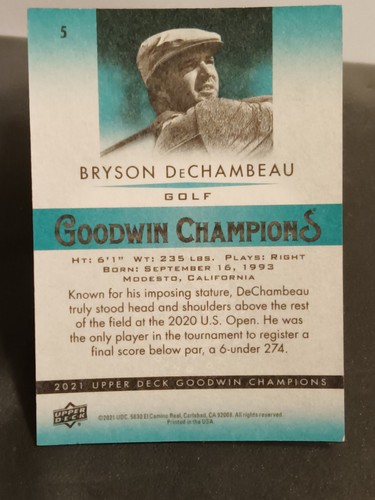 5
BRYSON DECHAMBEAU
GOLF
GOODWIN CHAMPIONS
HT: 6'1" WT: 235 LBS. PLAYS: RIGHT
BORN: SEPTEMBER 16, 1993
MODESTO, CALIFORNIA
Known for his imposing stature, DeChambeau
truly stood head and shoulders above the rest
of the field at the 2020 U.S. Open. He was
the only player in the tournament to register a
final score below par, a 6-under 274.
2021 UPPER DECK GOODWIN CHAMPIONS
UPPER
DECK
©2021 UDC. 5830 El Camino Real, Carlsbad, CA 92008. All rights reserved.
Printed in the USA.